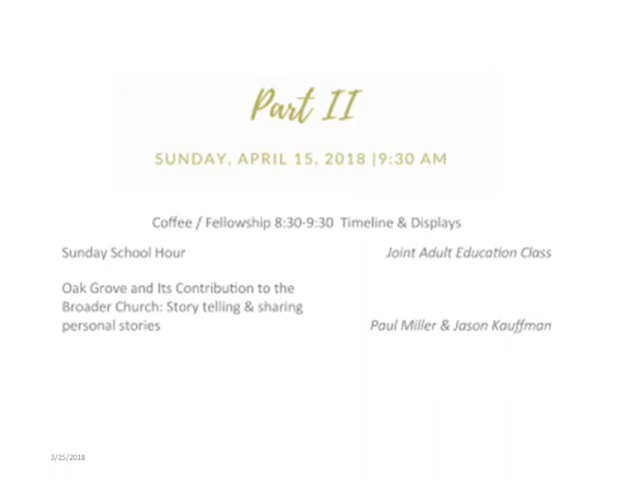 Part II
SUNDAY, APRIL 15, 2018 |9:30 AM
Coffee / Fellowship 8:30-9:30 Timeline & Displays
Sunday School Hour
Joint Adult Education Class
Oak Grove and Its Contribution to the
Broader Church: Story telling & sharing
personal stories
Paul Miller & Jason Kauffman
3/25/2018